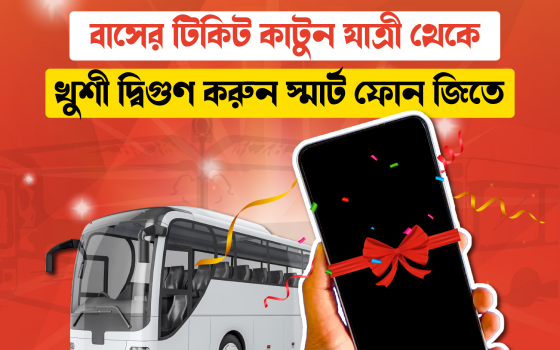 বাসের টিকিট কাটুন যাত্রী থেকে
খুশী দ্বিগুণ করুন স্মার্ট ফোন জিতে